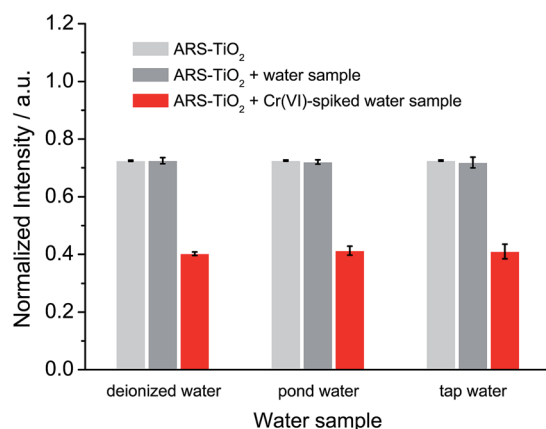 1.2
1.0
0.8
0.6
0.4
0.2
0.0
Normalized Intensity / a.u.
ARS-TiO₂
ARS-TiO₂ + water sample
ARS-TiO₂ + Cr(VI)-spiked water sample
deionized water pond water tap water
Water sample